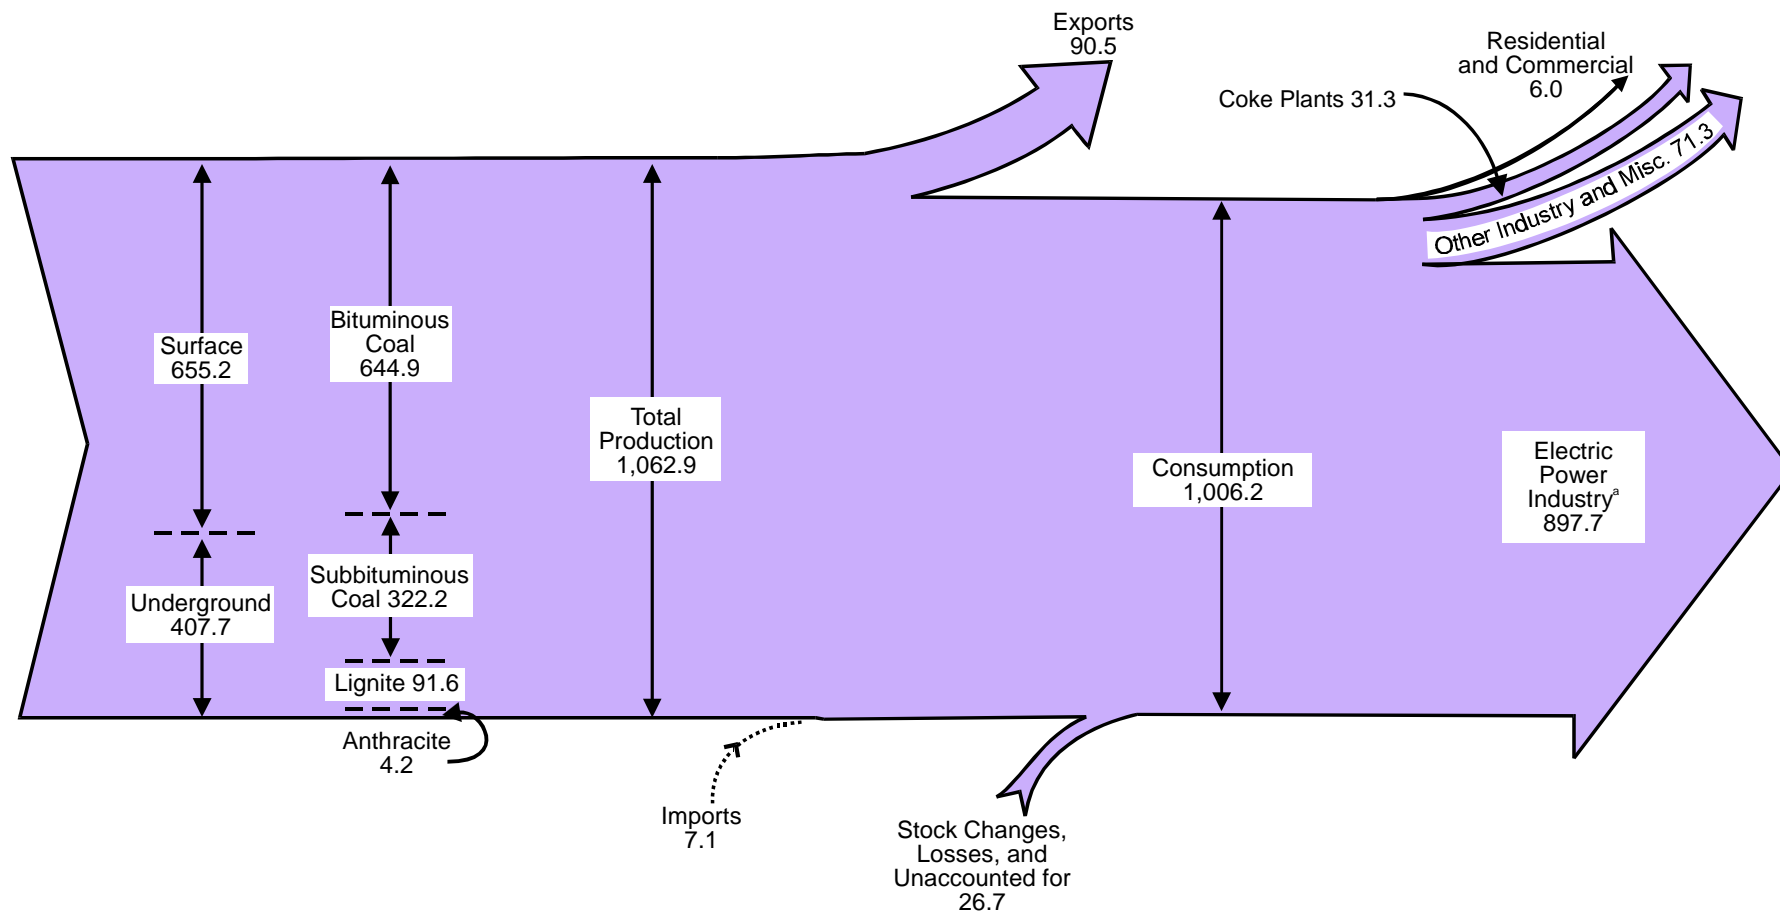 Exports
90.5
Residential
and Commercial
6.0
Coke Plants 31.3
Other Industry and Misc. 71.3
Surface
655.2
Bituminous
Coal
644.9
Total
Production
1,062.9
Consumption
1,006.2
Electric
Power
Industryᵃ
897.7
Underground
407.7
Subbituminous
Coal 322.2
Lignite 91.6
Anthracite
4.2
Imports
7.1
Stock Changes,
Losses, and
Unaccounted for
26.7